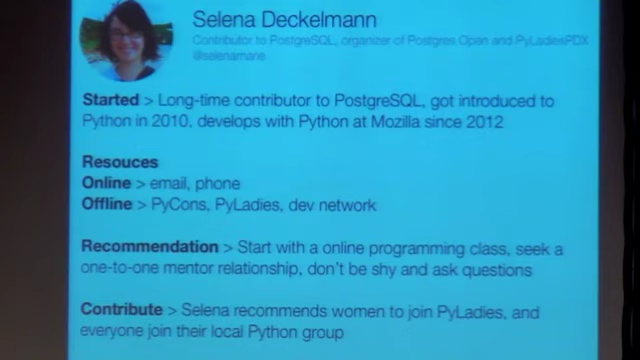 Selena Deckelmann
Contributor to PostgreSQL, organizer of Postgres Open and PyLadiesPDX
@selenamarie
Started > Long-time contributor to PostgreSQL, got introduced to
Python in 2010, develops with Python at Mozilla since 2012
Resouces
Online > email, phone
Offline > PyCons, PyLadies, dev network
Recommendation > Start with a online programming class, seek a
one-to-one mentor relationship, don't be shy and ask questions
Contribute > Selena recommends women to join PyLadies, and
everyone join their local Python group